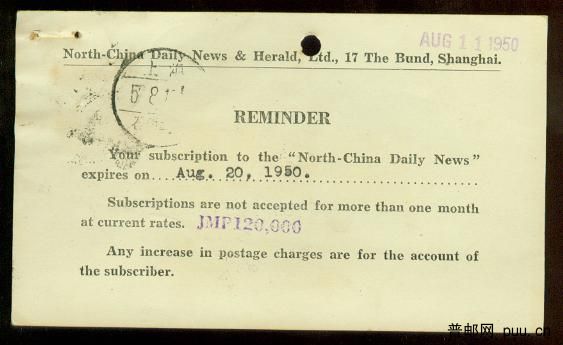 AUG 11 1950
North-China Daily News & Herald, Ltd., 17 The Bund, Shanghai.
REMINDER
Your subscription to the "North-China Daily News"
expires on....Aug. 20, 1950.
Subscriptions are not accepted for more than one month
at current rates. JMP120,000
Any increase in postage charges are for the account of
the subscriber.
普邮网 puu.cn